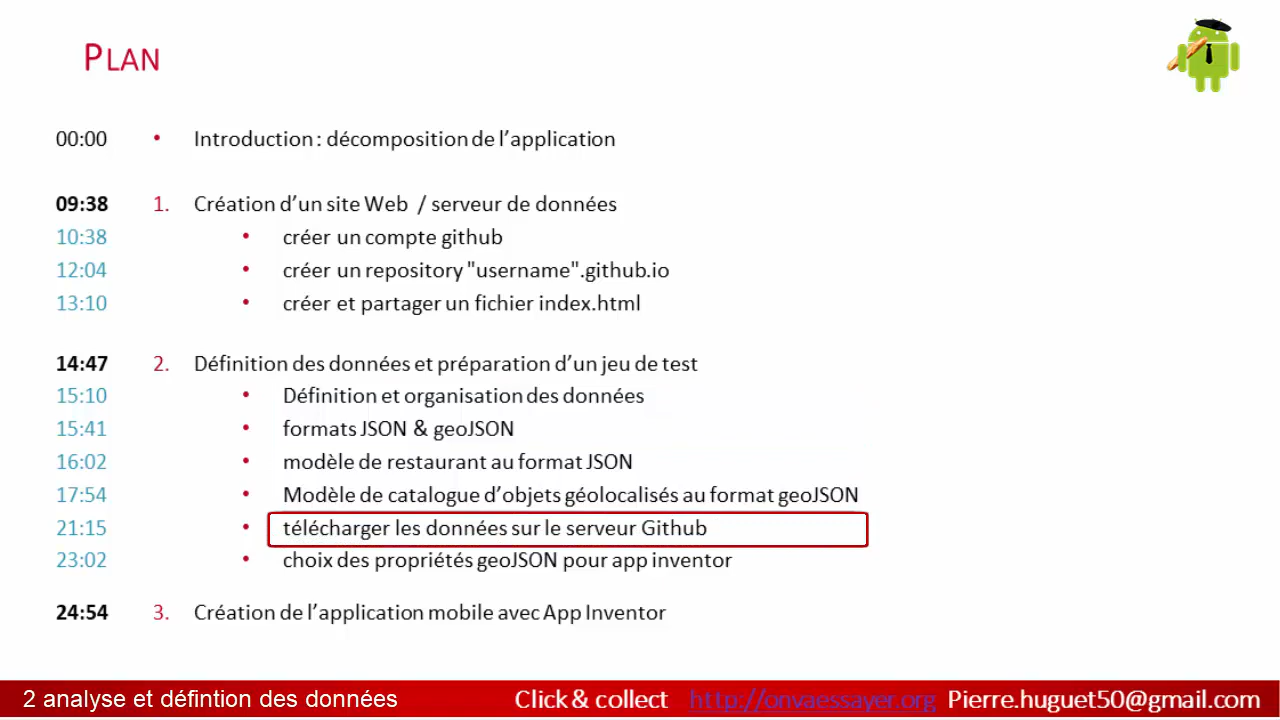 PLAN
00:00 • Introduction : décomposition de l’application
09:38 1. Création d’un site Web / serveur de données
10:38 • créer un compte github
12:04 • créer un repository "username".github.io
13:10 • créer et partager un fichier index.html
14:47 2. Définition des données et préparation d’un jeu de test
15:10 • Définition et organisation des données
15:41 • formats JSON & geoJSON
16:02 • modèle de restaurant au format JSON
17:54 • Modèle de catalogue d’objets géolocalisés au format geoJSON
21:15 • télécharger les données sur le serveur Github
23:02 • choix des propriétés geoJSON pour app inventor
24:54 3. Création de l’application mobile avec App Inventor
2 analyse et défintion des données Click & collect http://onvaessayer.org Pierre.huguet50@gmail.com